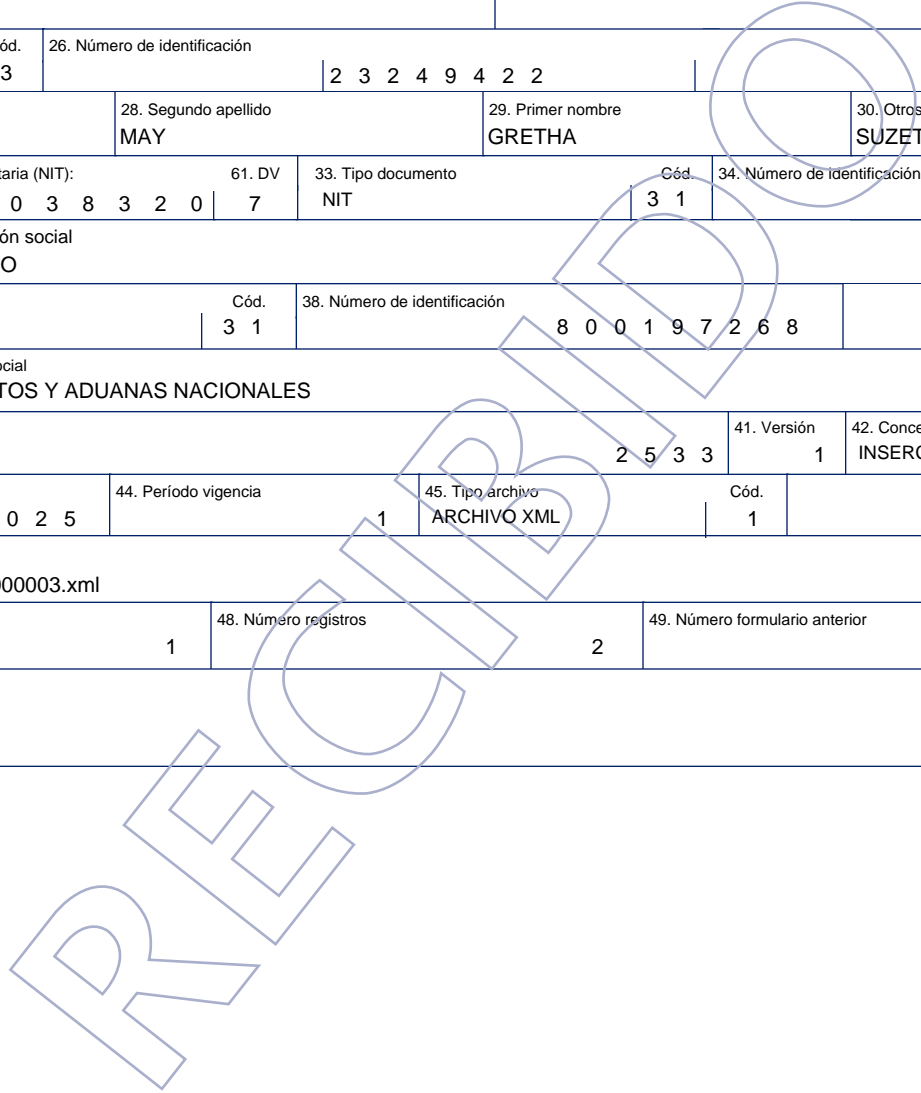 ód. 26. Número de identificación
3 2 3 2 4 9 4 2 2
28. Segundo apellido 29. Primer nombre 30. Otros
MAY GRETHA SUZET
taria (NIT): 61. DV 33. Tipo documento Cód. 34. Número de identificación
0 3 8 3 2 0 7 NIT 3 1
ón social
O
Cód. 38. Número de identificación
3 1 8 0 0 1 9 7 2 6 8
ocial
TOS Y ADUANAS NACIONALES
41. Versión 42. Conce
2 5 3 3 1 INSERC
44. Período vigencia 45. Tipo archivo Cód.
0 2 5 1 ARCHIVO XML 1
000003.xml
48. Número registros 49. Número formulario anterior
1 2
RECIBIDO